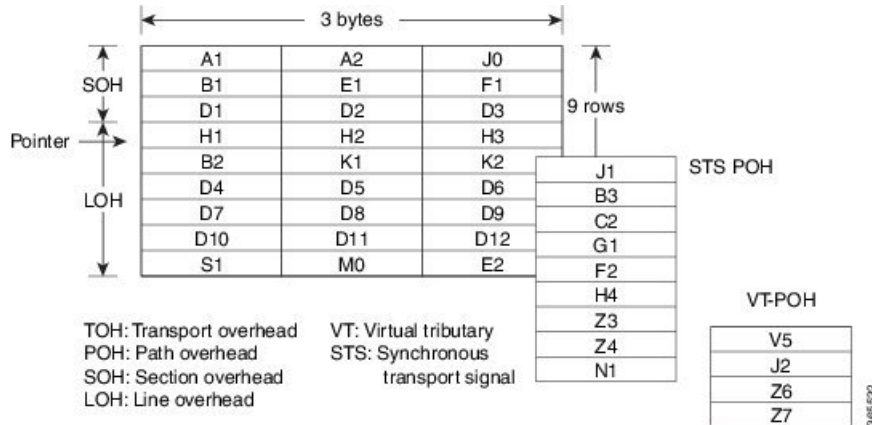 3 bytes
A1 A2 J0
SOH
B1 E1 F1
D1 D2 D3
9 rows
Pointer
H1 H2 H3
B2 K1 K2
LOH
D4 D5 D6
D7 D8 D9
D10 D11 D12
S1 M0 E2
STS POH
J1
B3
C2
G1
F2
H4
Z3
Z4
N1
VT-POH
V5
J2
Z6
Z7
TOH: Transport overhead
POH: Path overhead
SOH: Section overhead
LOH: Line overhead
VT: Virtual tributary
STS: Synchronous
transport signal